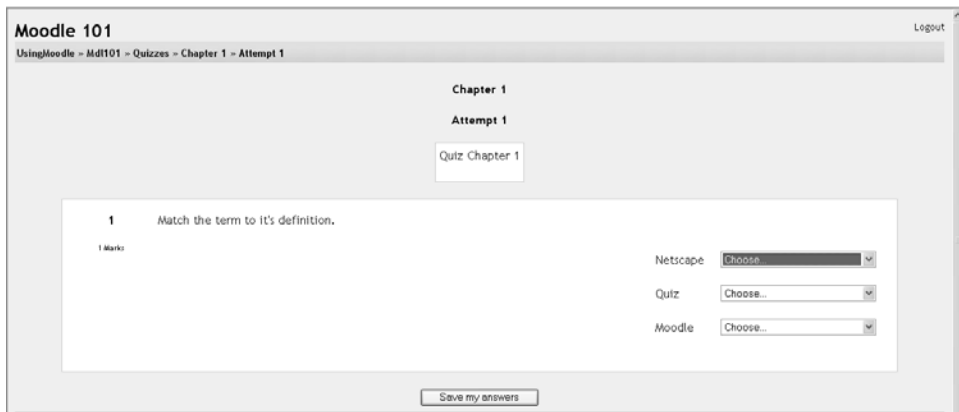 Moodle 101
Logout
UsingMoodle » Mdl101 » Quizzes » Chapter 1 » Attempt 1
Chapter 1
Attempt 1
Quiz Chapter 1
1 Match the term to it's definition.
1 Marks
Netscape Choose...
Quiz Choose...
Moodle Choose...
Save my answers